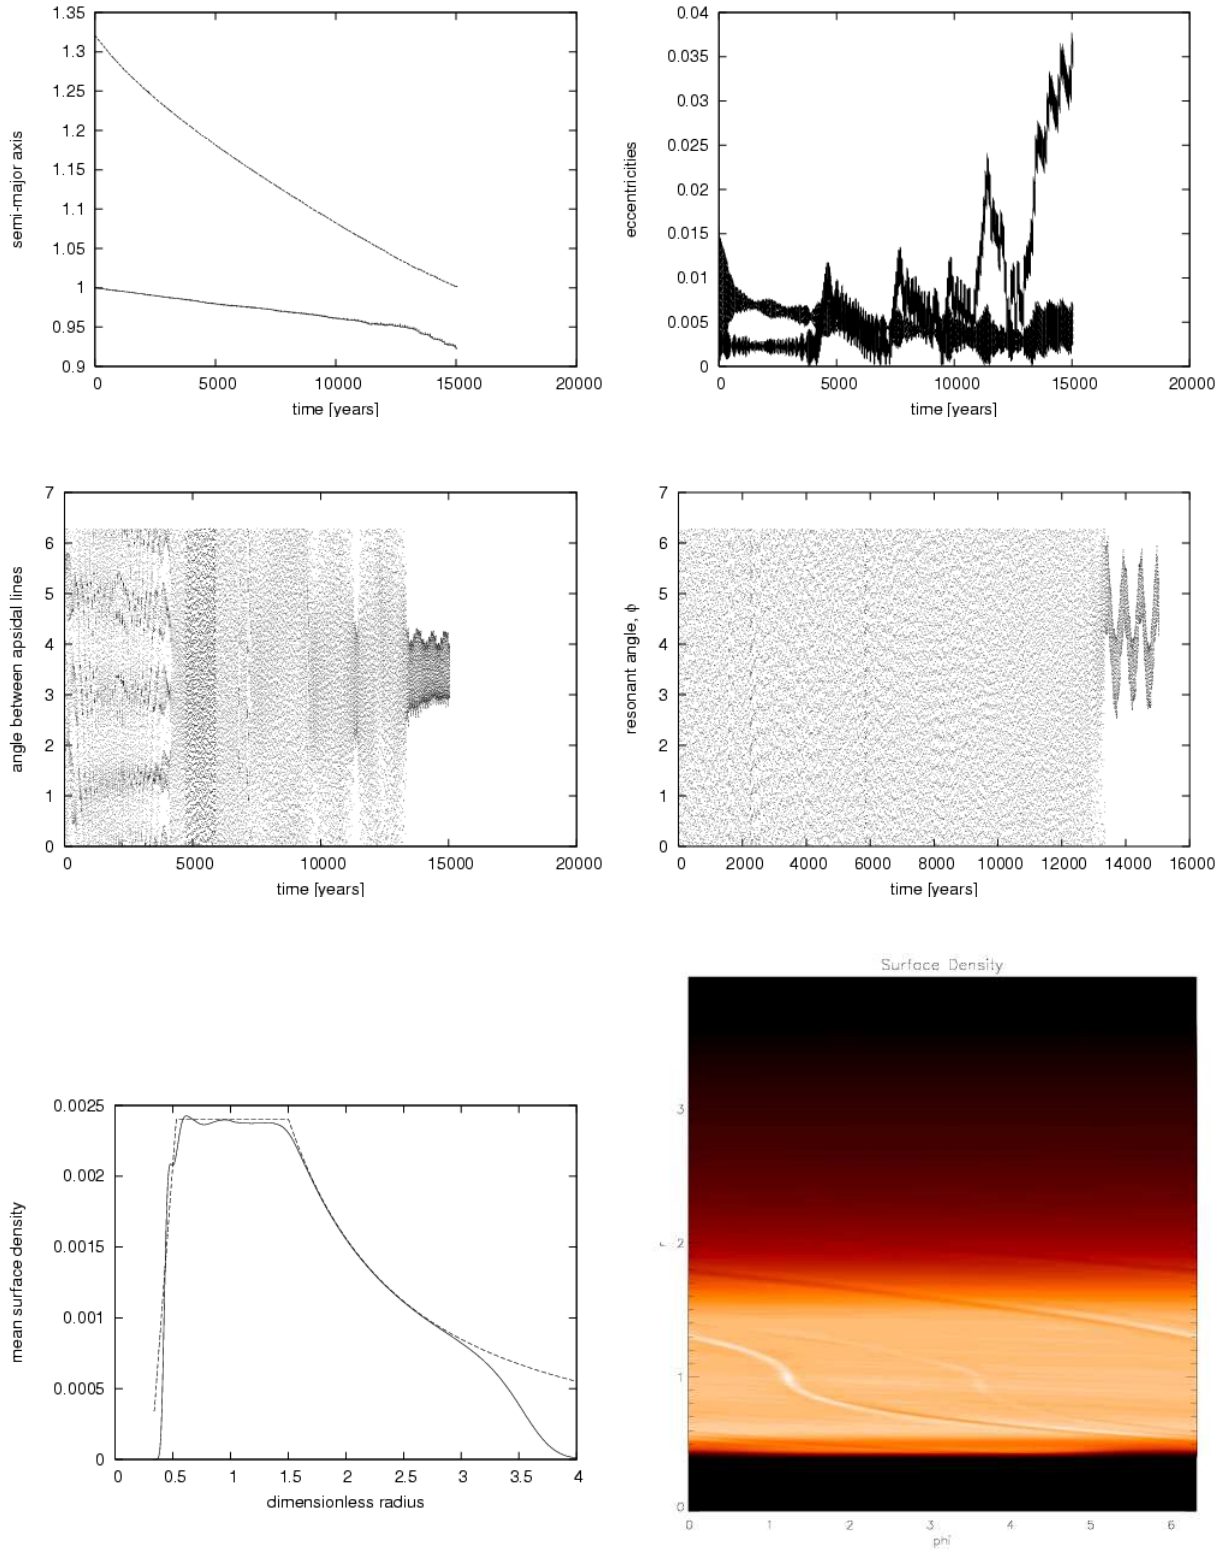 1.35
1.3
1.25
1.2
1.15
1.1
1.05
1
0.95
0.9
semi-major axis
0 5000 10000 15000 20000
time [years]
0.04
0.035
0.03
0.025
0.02
0.015
0.01
0.005
0
eccentricities
0 5000 10000 15000 20000
time [years]
7
6
5
4
3
2
1
0
angle between apsidal lines
0 5000 10000 15000 20000
time [years]
7
6
5
4
3
2
1
0
resonant angle, ϕ
0 2000 4000 6000 8000 10000 12000 14000 16000
time [years]
0.0025
0.002
0.0015
0.001
0.0005
0
mean surface density
0 0.5 1 1.5 2 2.5 3 3.5 4
dimensionless radius
Surface Density
3
2
1
0
r
0 1 2 3 4 5 6
phi